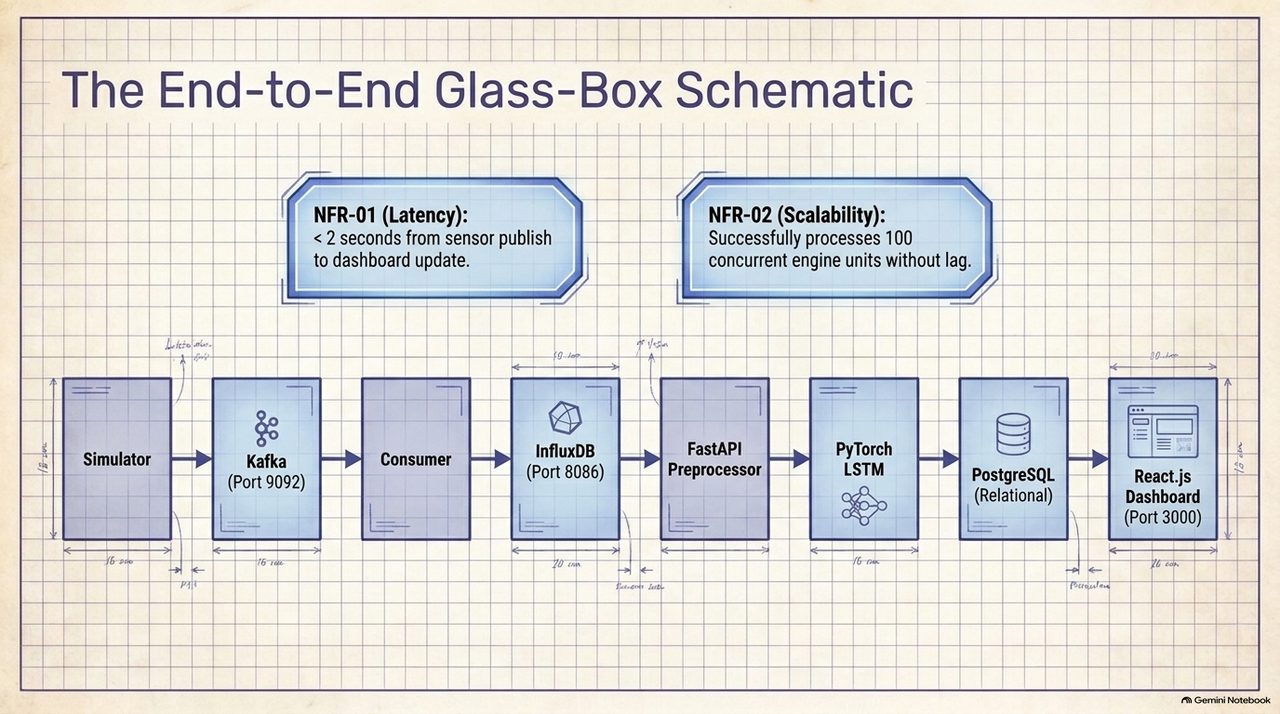 The End-to-End Glass-Box Schematic
NFR-01 (Latency):
< 2 seconds from sensor publish
to dashboard update.
NFR-02 (Scalability):
Successfully processes 100
concurrent engine units without lag.
Simulator
Kafka
(Port 9092)
Consumer
InfluxDB
(Port 8086)
FastAPI
Preprocessor
PyTorch
LSTM
PostgreSQL
(Relational)
React.js
Dashboard
(Port 3000)
Gemini Notebook